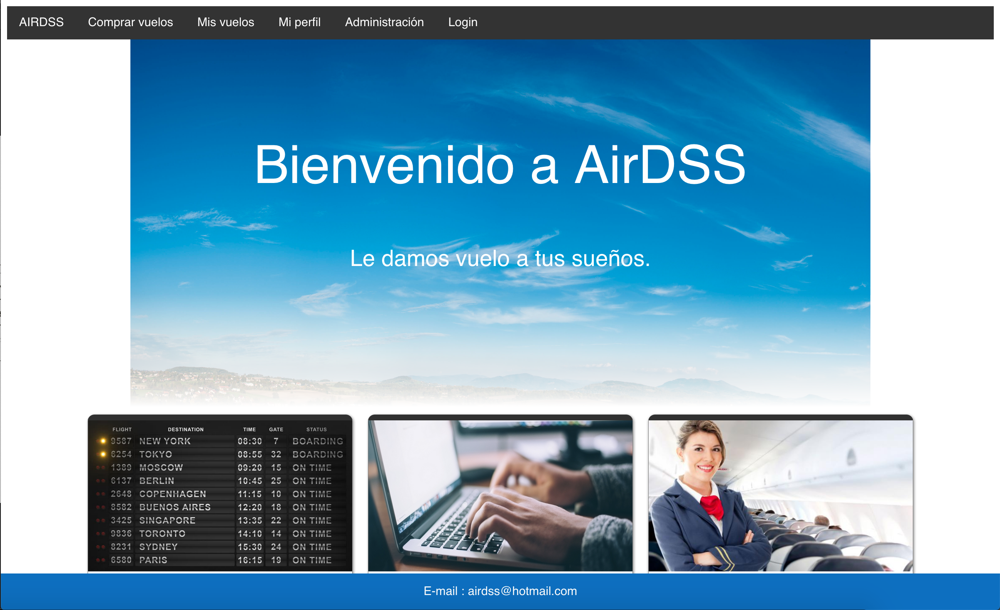 AIRDSS Comprar vuelos Mis vuelos Mi perfil Administración Login
Bienvenido a AirDSS
Le damos vuelo a tus sueños.
FLIGHT DESTINATION TIME GATE STATUS
9587 NEW YORK 08:30 7 BOARDING
6254 TOKYO 08:55 32 BOARDING
1389 MOSCOW 09:20 15 ON TIME
6137 BERLIN 10:45 25 ON TIME
2648 COPENHAGEN 11:15 10 ON TIME
8582 BUENOS AIRES 12:20 18 ON TIME
3425 SINGAPORE 13:35 22 ON TIME
9836 TORONTO 14:10 14 ON TIME
8231 SYDNEY 15:30 24 ON TIME
6580 PARIS 16:15 19 ON TIME
E-mail : airdss@hotmail.com